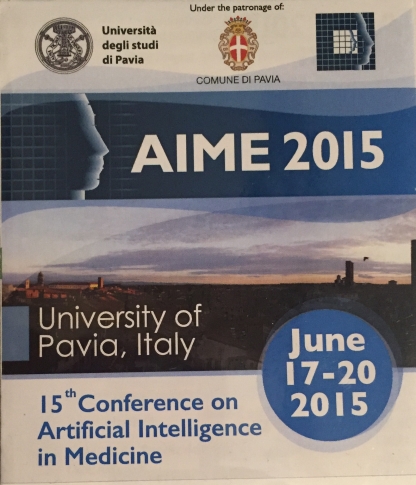 Under the patronage of:
Università
degli studi
di Pavia
COMUNE DI PAVIA
AIME 2015
University of
Pavia, Italy
June
17-20
2015
15th Conference on
Artificial Intelligence
in Medicine